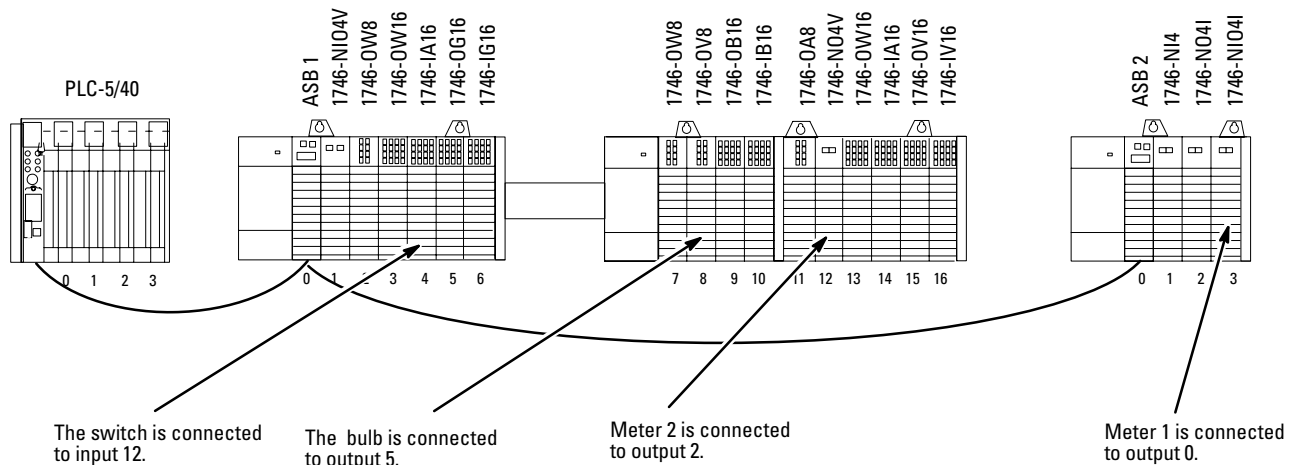 PLC-5/40
ASB 1
1746-NIO4V
1746-OW8
1746-OW16
1746-IA16
1746-OG16
1746-IG16
1746-OW8
1746-OV8
1746-OB16
1746-IB16
1746-OA8
1746-NO4V
1746-OW16
1746-IA16
1746-OV16
1746-IV16
ASB 2
1746-NI4
1746-NO4I
1746-NIO4I
0 1 2 3
0 1 2 3 4 5 6
7 8 9 10 11 12 13 14 15 16
0 1 2 3
The switch is connected
to input 12.
The bulb is connected
to output 5.
Meter 2 is connected
to output 2.
Meter 1 is connected
to output 0.